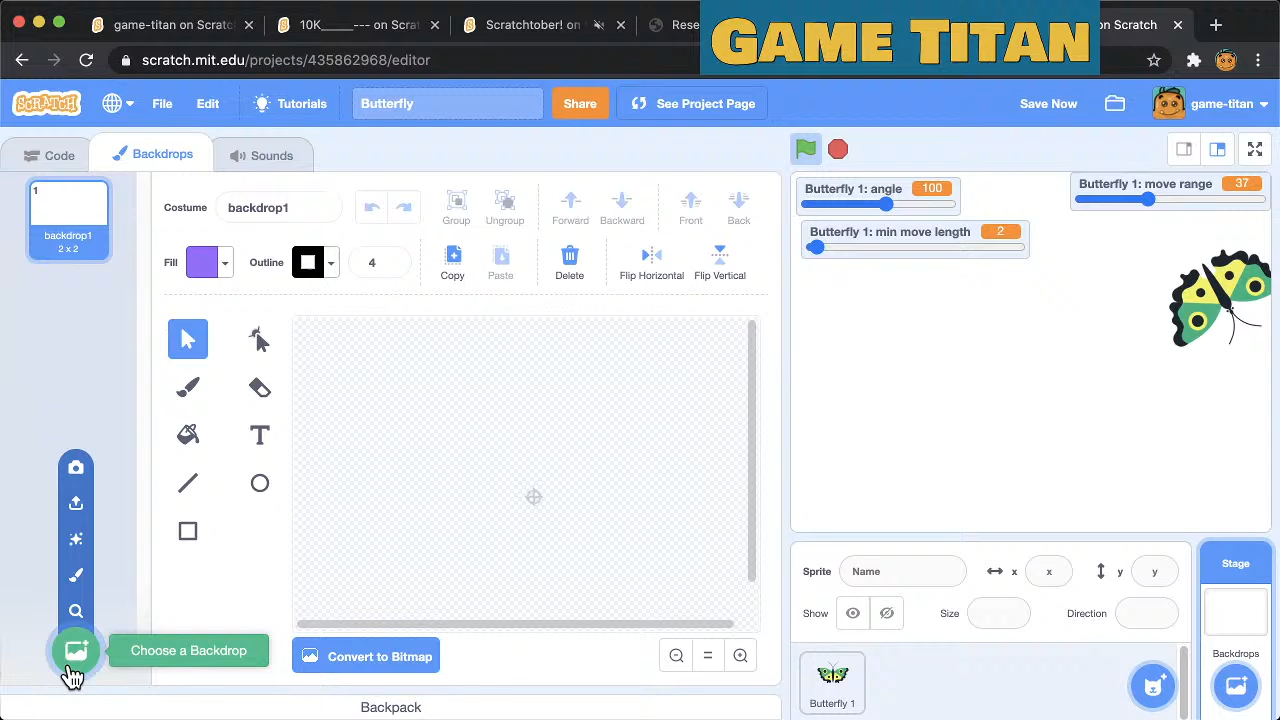 game-titan on Scratch
10K_____--- on Scrat
Scratchtober! on
Rese
on Scratch
GAME TITAN
scratch.mit.edu/projects/435862968/editor
SCRATCH
File
Edit
Tutorials
Butterfly
Share
See Project Page
Save Now
game-titan
Code
Backdrops
Sounds
1
backdrop1
2 x 2
Costume
backdrop1
Group
Ungroup
Forward
Backward
Front
Back
Fill
Outline
4
Copy
Paste
Delete
Flip Horizontal
Flip Vertical
T
Choose a Backdrop
Convert to Bitmap
Backpack
Butterfly 1: angle 100
Butterfly 1: move range 37
Butterfly 1: min move length 2
Sprite
Name
x
x
y
y
Show
Size
Direction
Butterfly 1
Stage
Backdrops